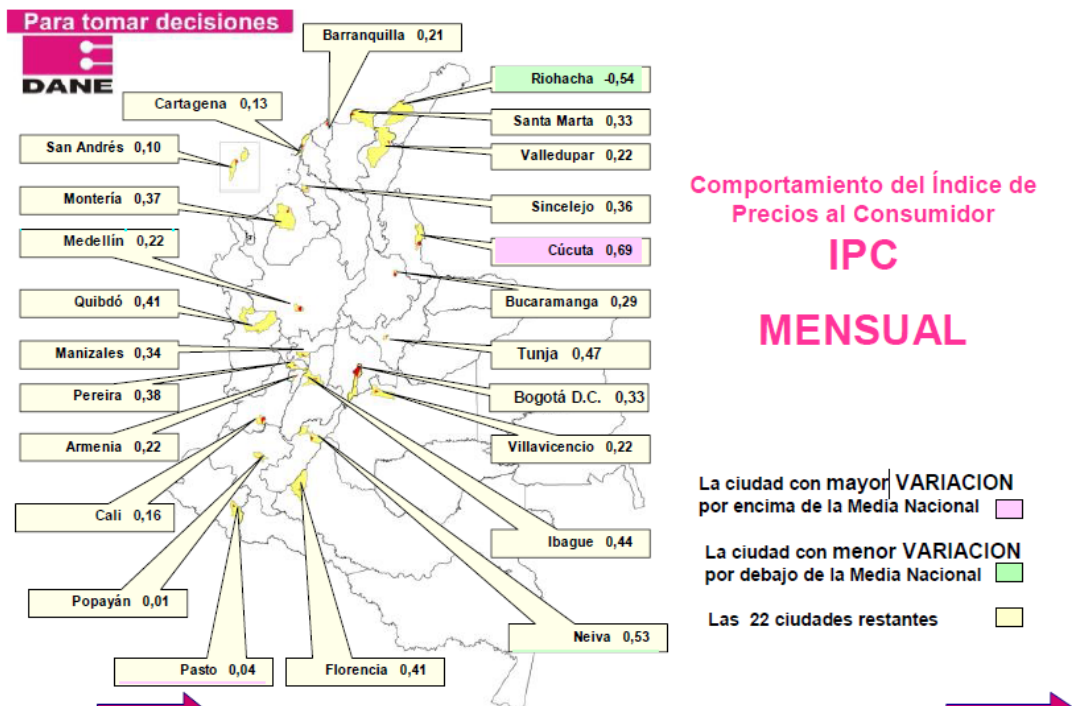 Para tomar decisiones
DANE
Barranquilla 0,21
Riohacha -0,54
Cartagena 0,13
Santa Marta 0,33
San Andrés 0,10
Valledupar 0,22
Montería 0,37
Sincelejo 0,36
Medellín 0,22
Cúcuta 0,69
Quibdó 0,41
Bucaramanga 0,29
Manizales 0,34
Tunja 0,47
Pereira 0,38
Bogotá D.C. 0,33
Armenia 0,22
Villavicencio 0,22
Cali 0,16
Ibague 0,44
Popayán 0,01
Neiva 0,53
Pasto 0,04
Florencia 0,41
Comportamiento del Índice de
Precios al Consumidor
IPC
MENSUAL
La ciudad con mayor VARIACION
por encima de la Media Nacional
La ciudad con menor VARIACION
por debajo de la Media Nacional
Las 22 ciudades restantes